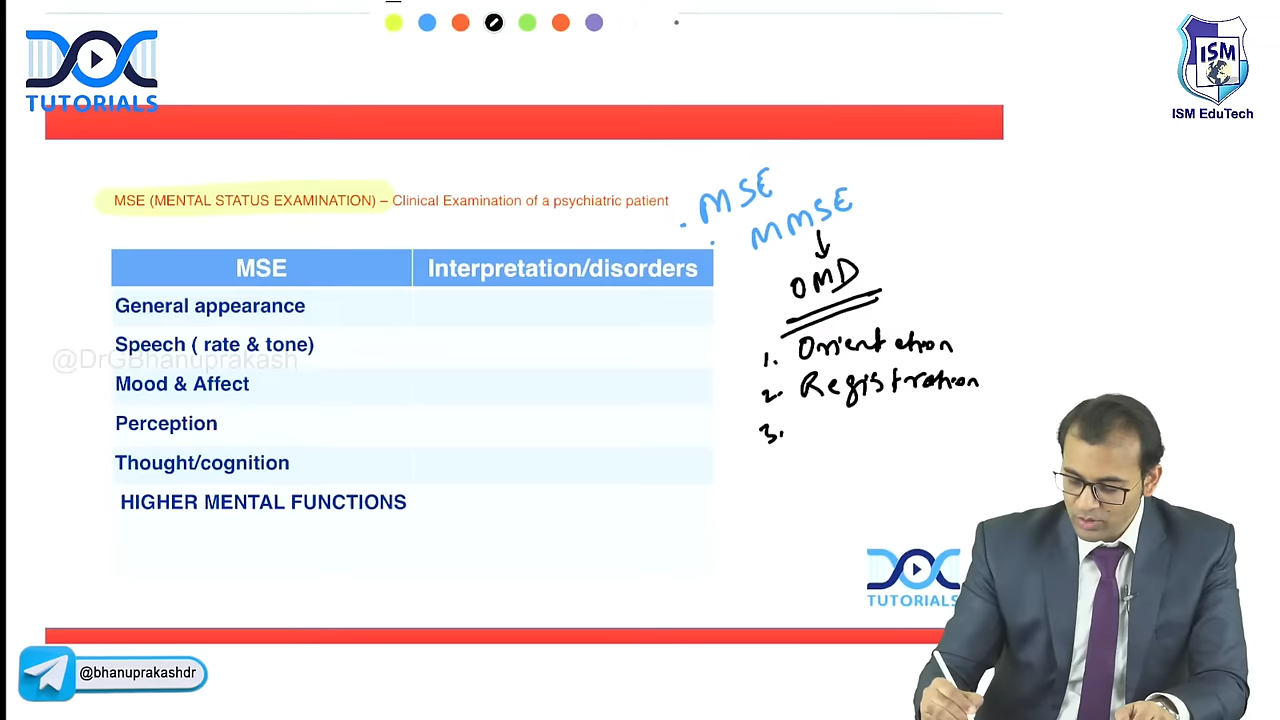 DOC
TUTORIALS
ISM
ISM EduTech
MSE (MENTAL STATUS EXAMINATION) – Clinical Examination of a psychiatric patient
· MSE
· MMSE
OMD
1. Orientation
2. Registration
3.
MSE Interpretation/disorders
General appearance
Speech ( rate & tone)
@DrGBhanuprakash
Mood & Affect
Perception
Thought/cognition
HIGHER MENTAL FUNCTIONS
DOC
TUTORIALS
@bhanuprakashdr